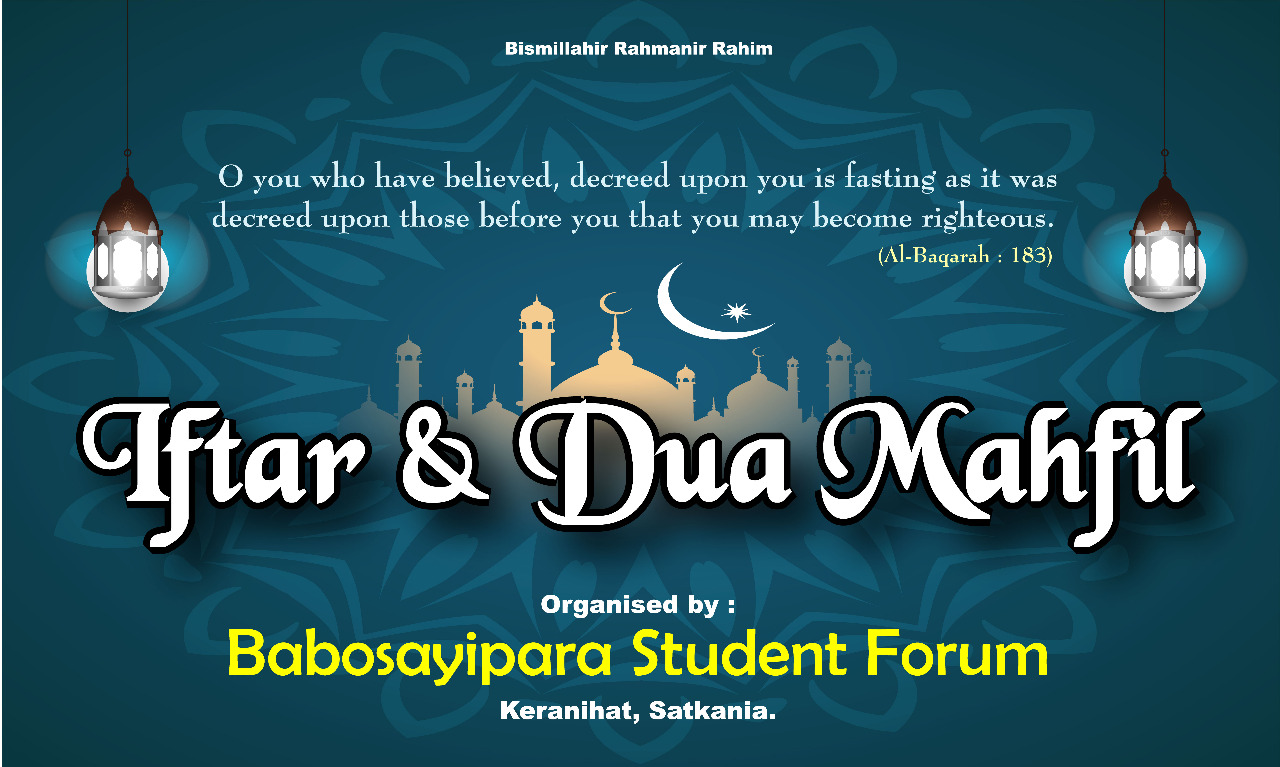 Bismillahir Rahmanir Rahim
O you who have believed, decreed upon you is fasting as it was
decreed upon those before you that you may become righteous.
(Al-Baqarah : 183)
Iftar & Dua Mahfil
Organised by :
Babosayipara Student Forum
Keranihat, Satkania.